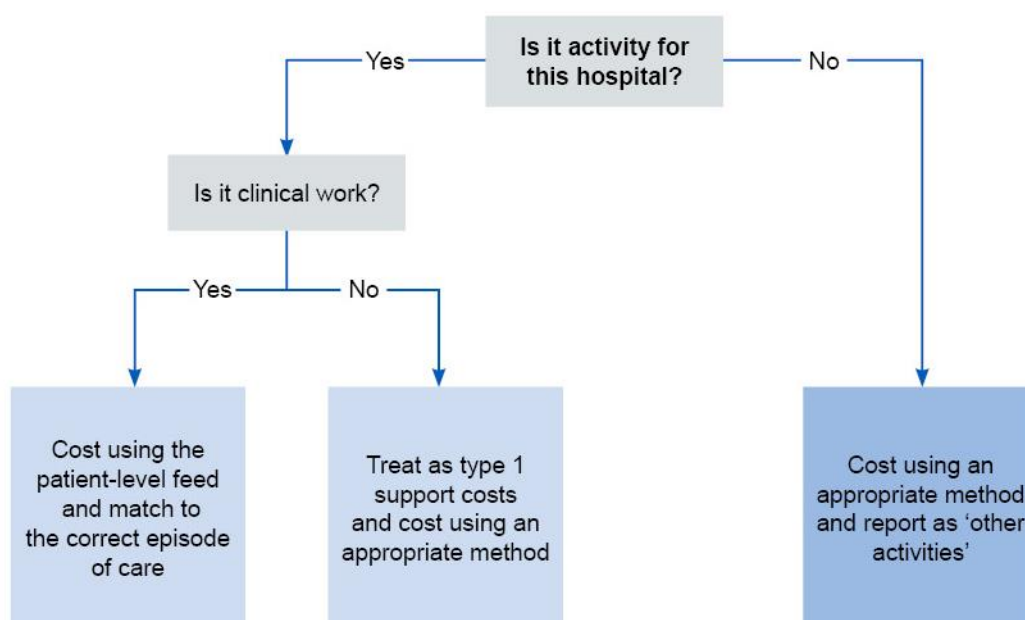 Is it activity for
this hospital?
Yes
No
Is it clinical work?
Yes
No
Cost using the
patient-level feed
and match to
the correct episode
of care
Treat as type 1
support costs
and cost using an
appropriate method
Cost using an
appropriate method
and report as ‘other
activities’